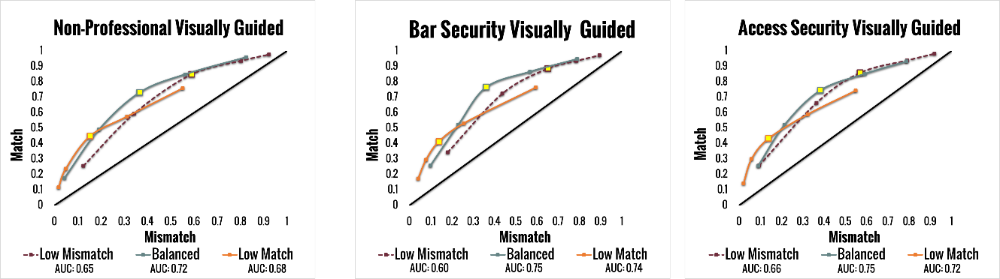 Non-Professional Visually Guided
1
0.9
0.8
0.7
0.6
0.5
0.4
0.3
0.2
0.1
0
Match
0 0.1 0.2 0.3 0.4 0.5 0.6 0.7 0.8 0.9 1
Mismatch
Low Mismatch Balanced Low Match
AUC: 0.65 AUC: 0.72 AUC: 0.68
Bar Security Visually Guided
1
0.9
0.8
0.7
0.6
0.5
0.4
0.3
0.2
0.1
0
Match
0 0.1 0.2 0.3 0.4 0.5 0.6 0.7 0.8 0.9 1
Mismatch
Low Mismatch Balanced Low Match
AUC: 0.60 AUC: 0.75 AUC: 0.74
Access Security Visually Guided
1
0.9
0.8
0.7
0.6
0.5
0.4
0.3
0.2
0.1
0
Match
0 0.1 0.2 0.3 0.4 0.5 0.6 0.7 0.8 0.9 1
Mismatch
Low Mismatch Balanced Low Match
AUC: 0.66 AUC: 0.75 AUC: 0.72